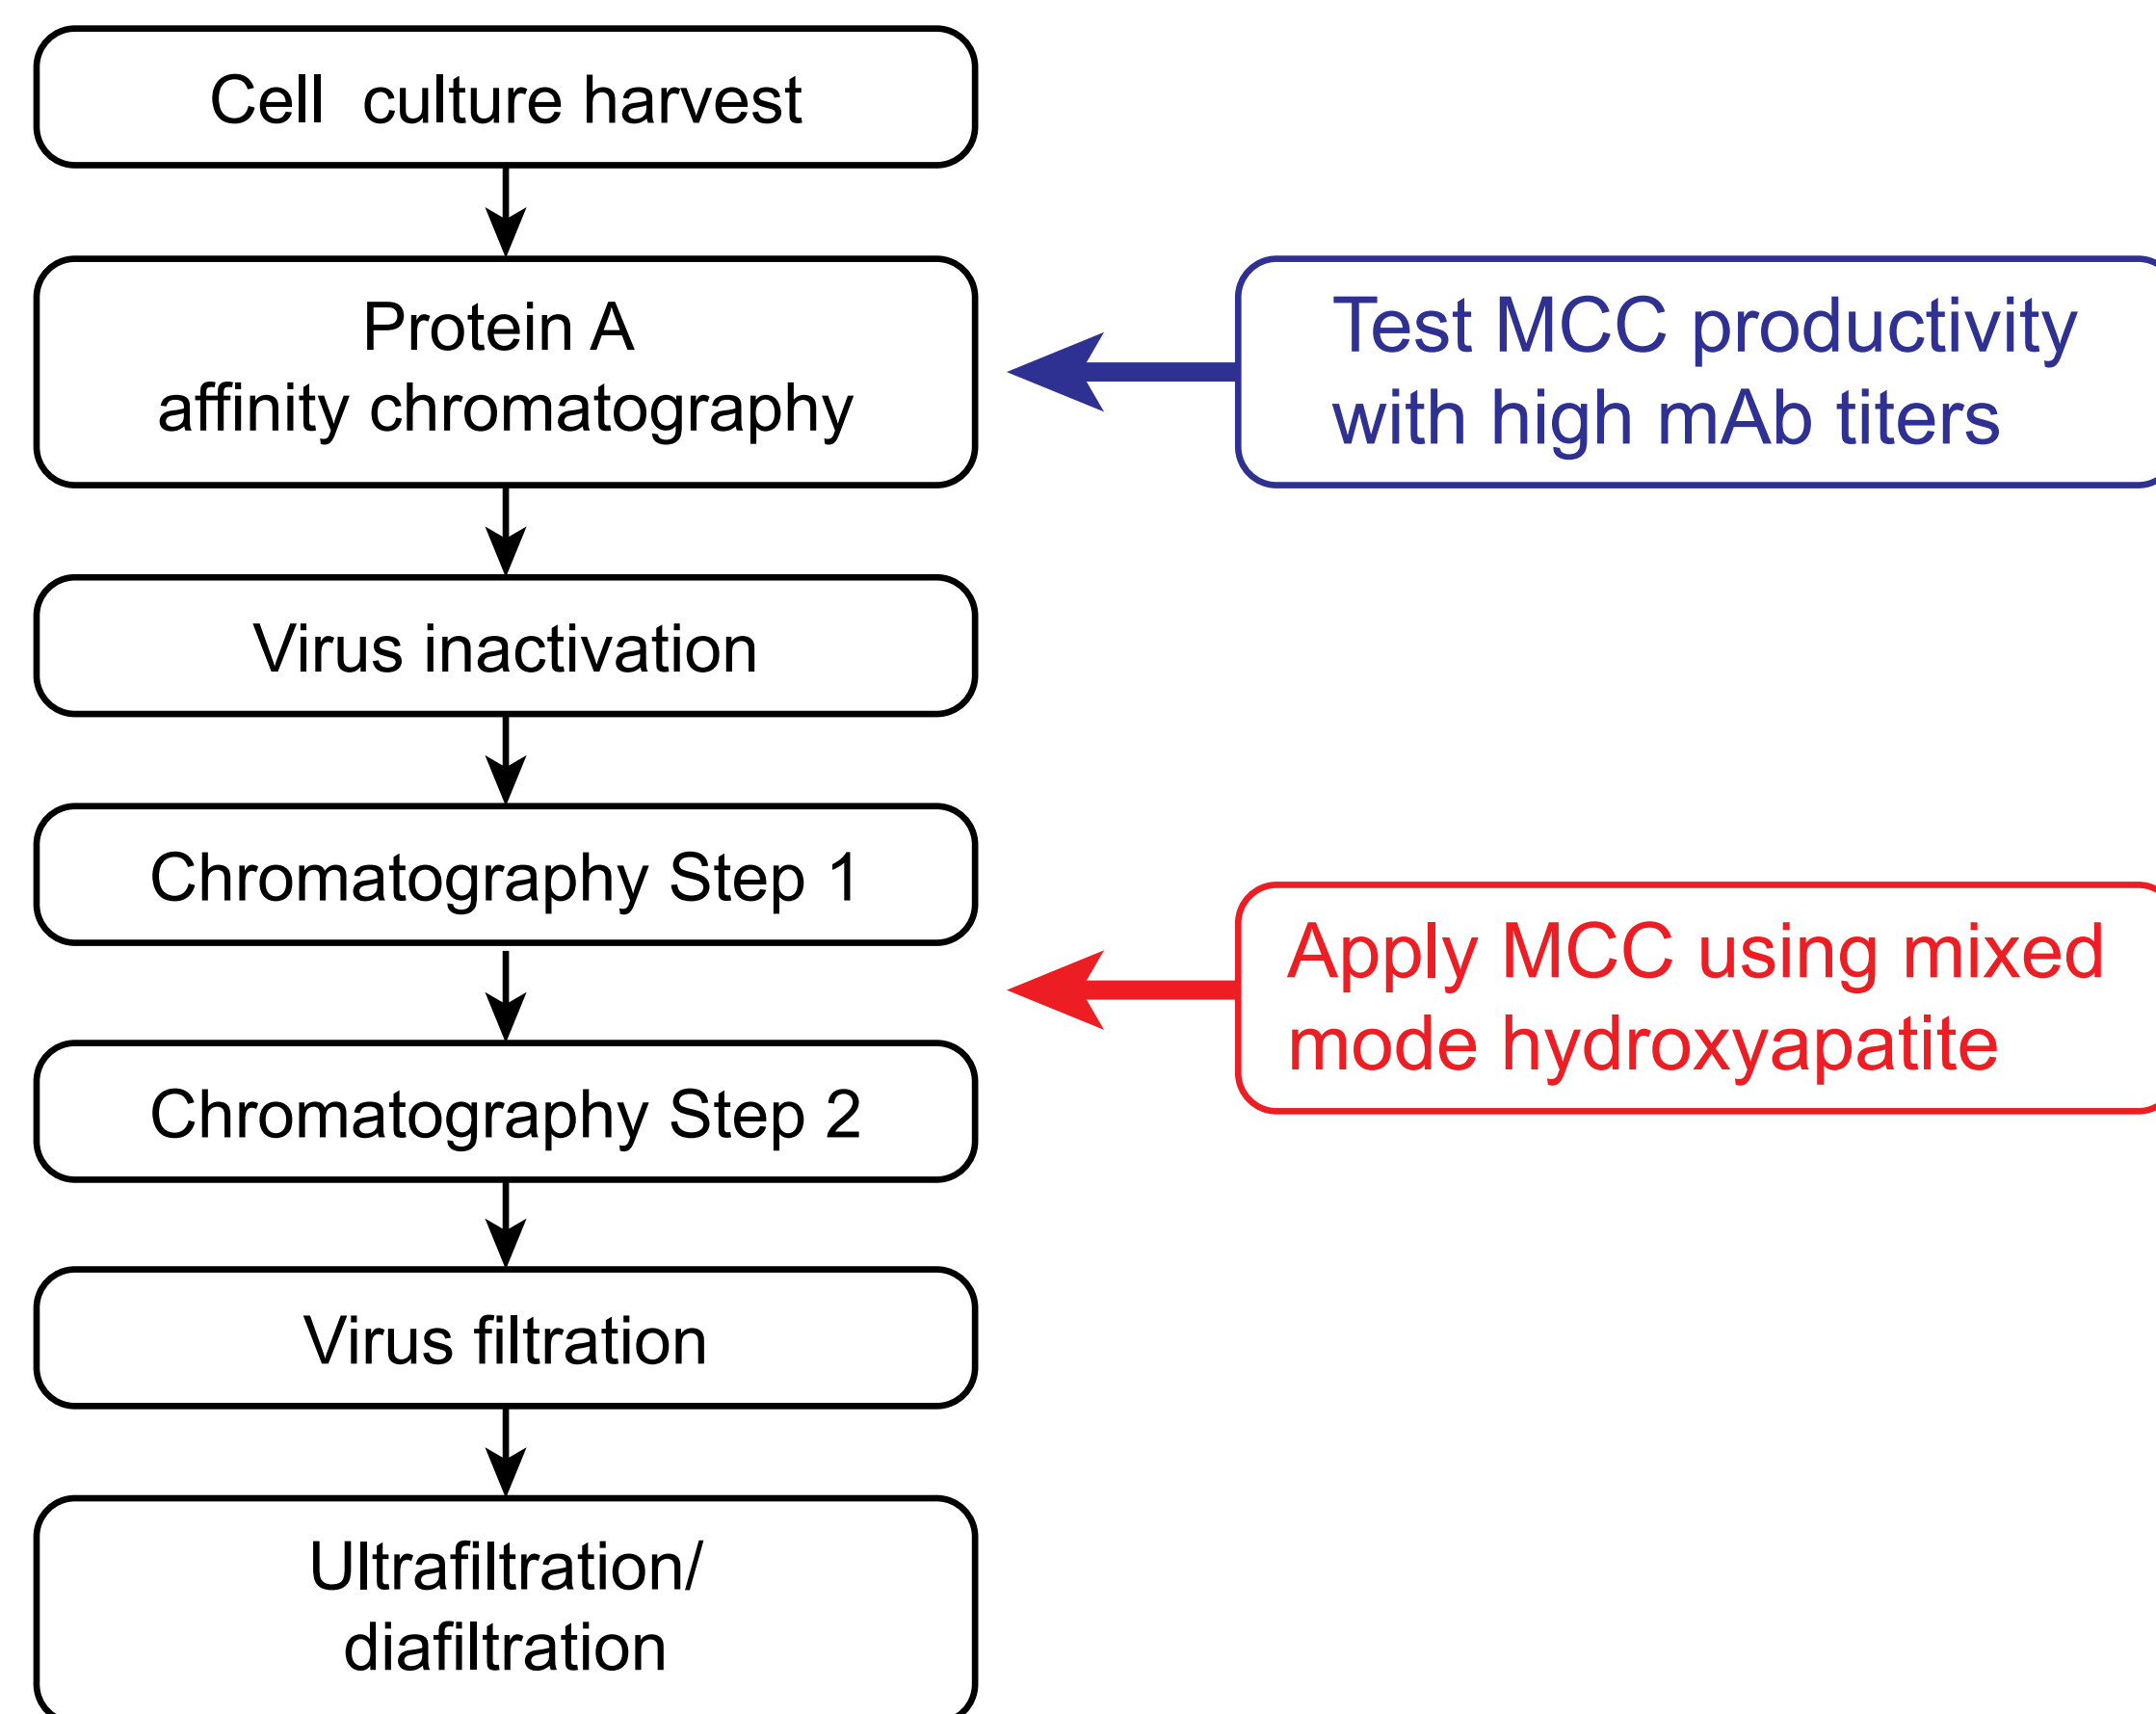 Cell culture harvest
Protein A
affinity chromatography
Test MCC productivity
with high mAb titers
Virus inactivation
Chromatography Step 1
Apply MCC using mixed
mode hydroxyapatite
Chromatography Step 2
Virus filtration
Ultrafiltration/
diafiltration